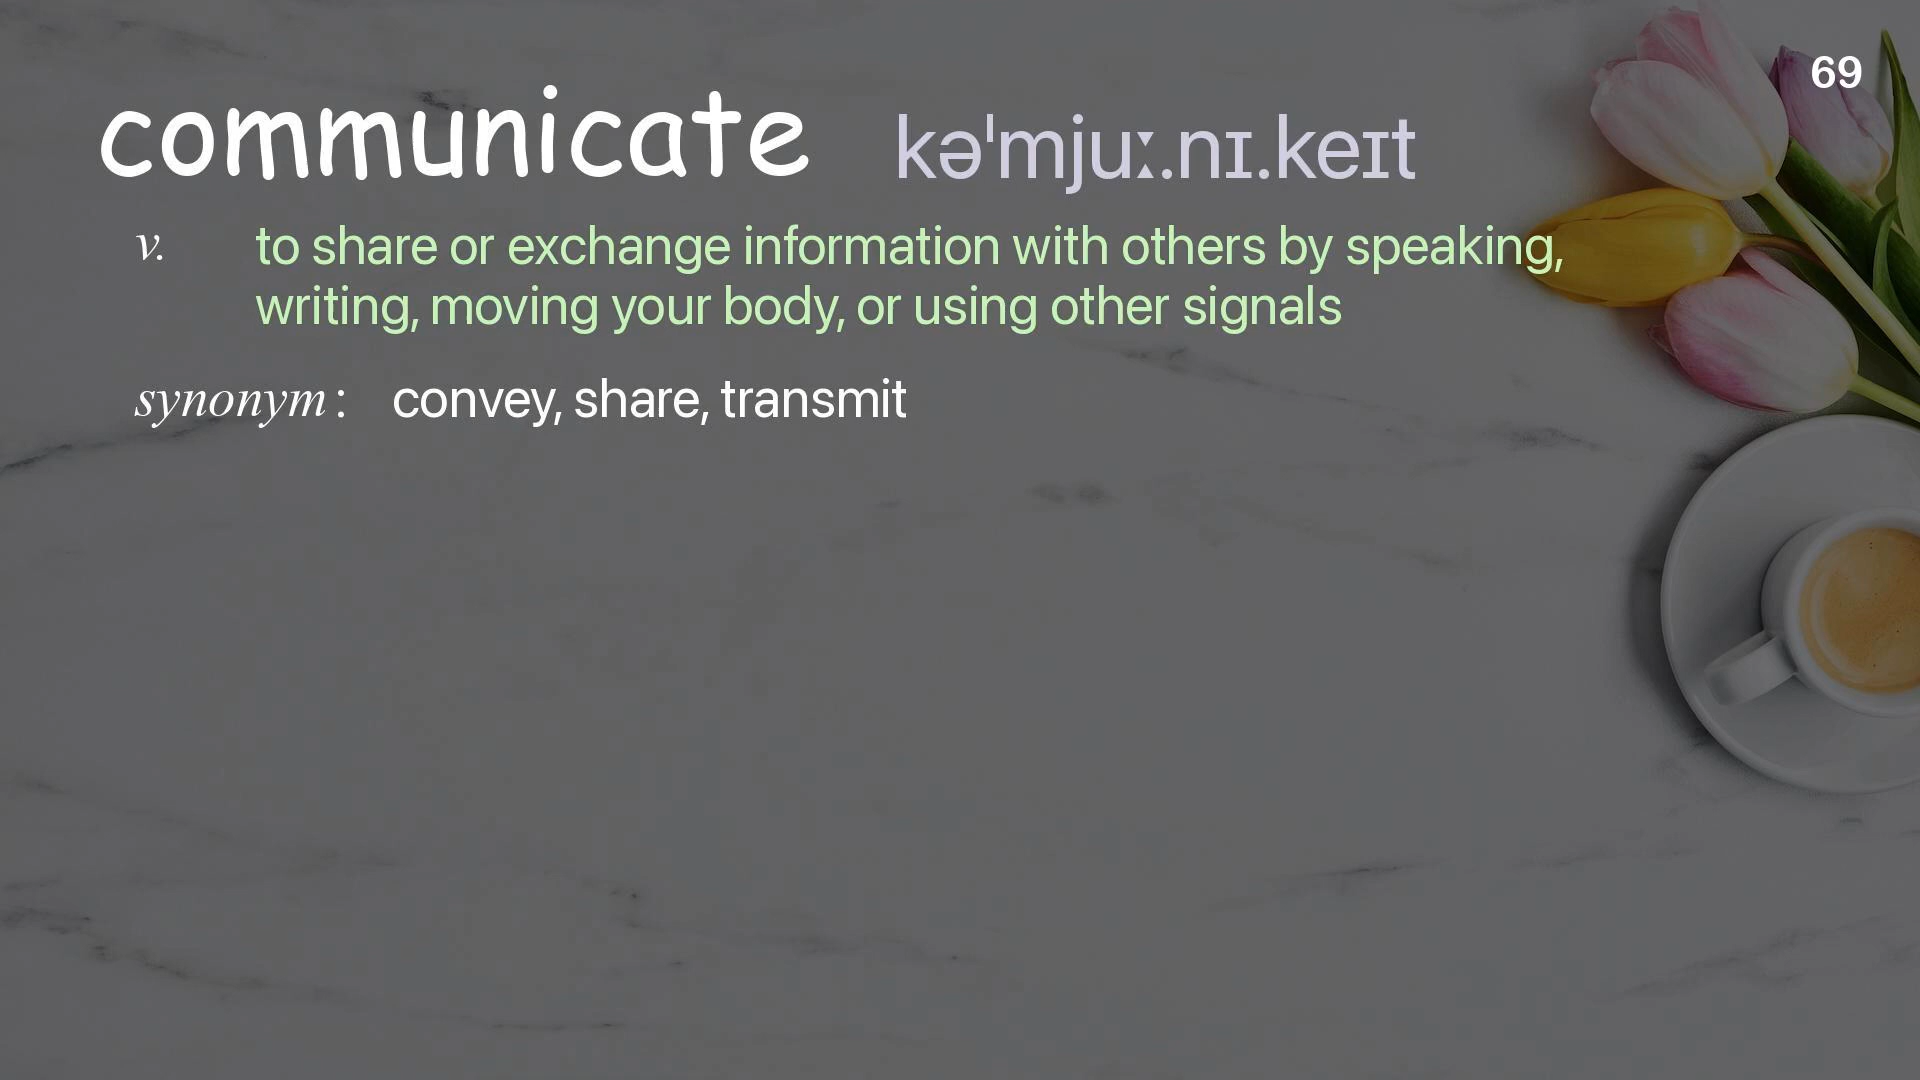 69
communicate kəˈmjuː.nɪ.keɪt
v. to share or exchange information with others by speaking,
writing, moving your body, or using other signals
synonym : convey, share, transmit